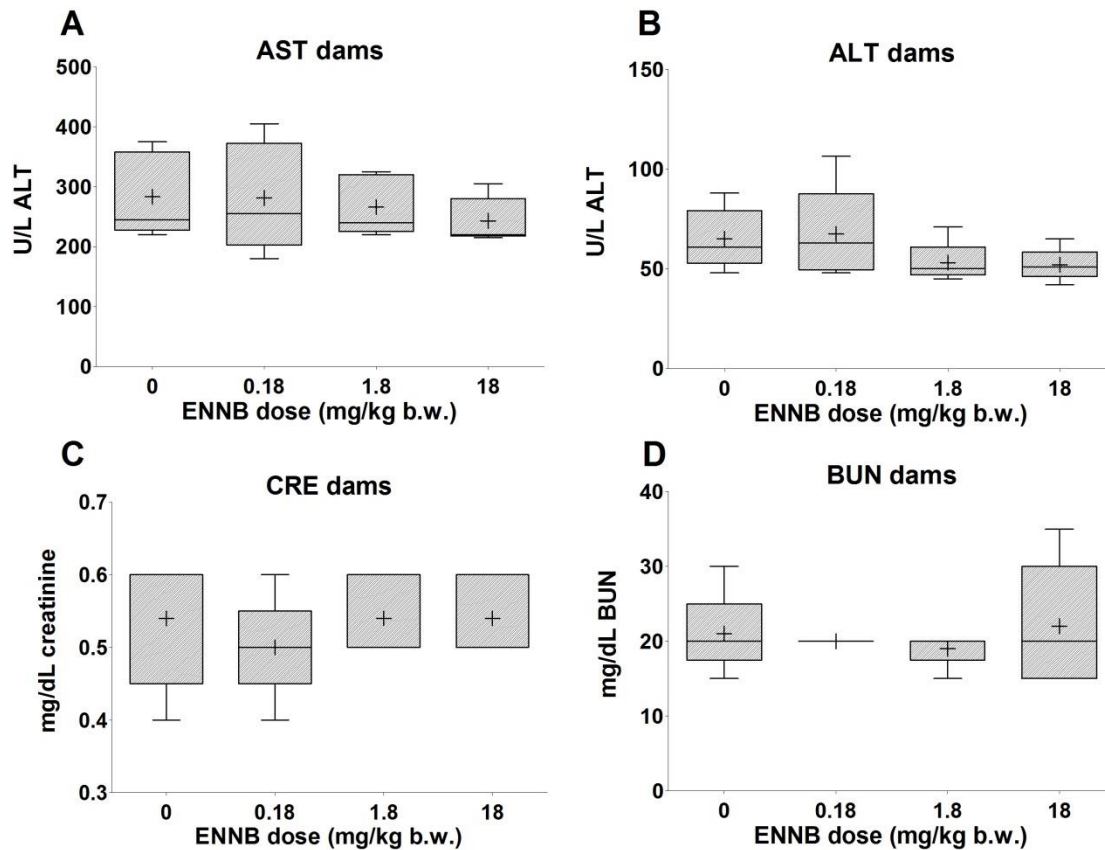 A
AST dams
U/L ALT
500
400
300
200
100
0
0 0.18 1.8 18
ENNB dose (mg/kg b.w.)
B
ALT dams
U/L ALT
150
100
50
0
0 0.18 1.8 18
ENNB dose (mg/kg b.w.)
C
CRE dams
mg/dL creatinine
0.7
0.6
0.5
0.4
0.3
0 0.18 1.8 18
ENNB dose (mg/kg b.w.)
D
BUN dams
mg/dL BUN
40
30
20
10
0
0 0.18 1.8 18
ENNB dose (mg/kg b.w.)